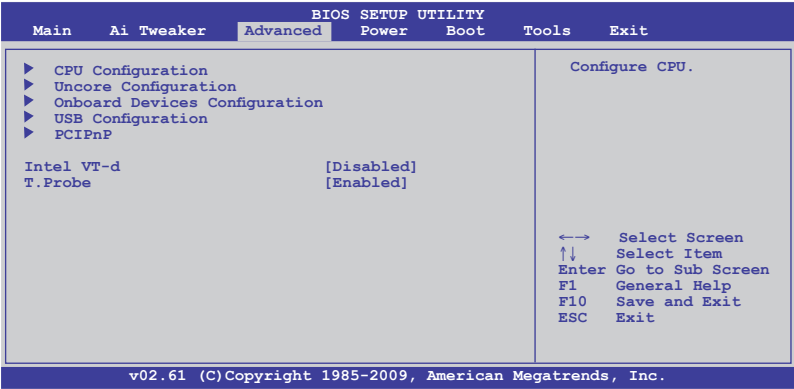 BIOS SETUP UTILITY
Main Ai Tweaker Advanced Power Boot Tools Exit
CPU Configuration
Uncore Configuration
Onboard Devices Configuration
USB Configuration
PCIPnP
Intel VT-d [Disabled]
T.Probe [Enabled]
Configure CPU.
←→ Select Screen
↑↓ Select Item
Enter Go to Sub Screen
F1 General Help
F10 Save and Exit
ESC Exit
v02.61 (C)Copyright 1985-2009, American Megatrends, Inc.